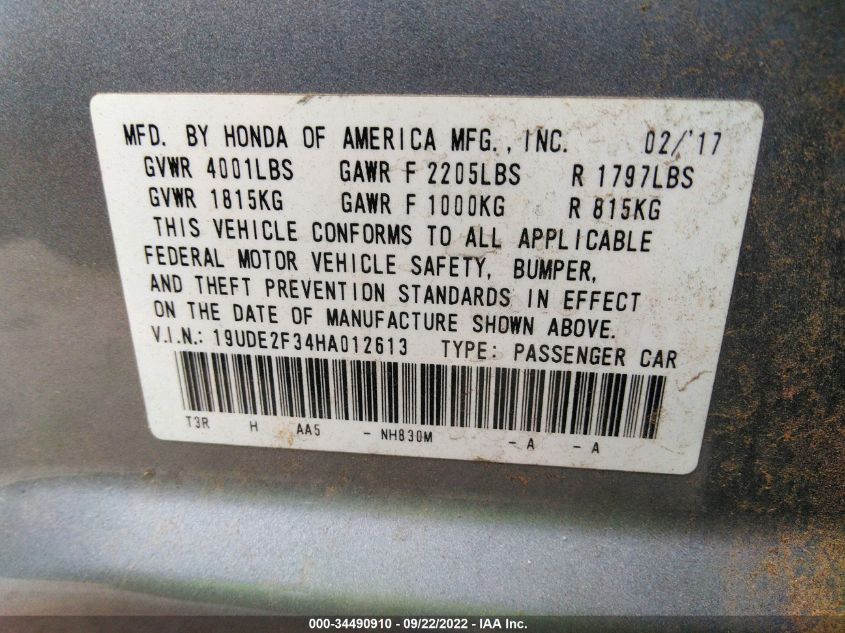 MFD. BY HONDA OF AMERICA MFG., INC. 02/'17
GVWR 4001LBS GAWR F 2205LBS R 1797LBS
GVWR 1815KG GAWR F 1000KG R 815KG
THIS VEHICLE CONFORMS TO ALL APPLICABLE
FEDERAL MOTOR VEHICLE SAFETY, BUMPER,
AND THEFT PREVENTION STANDARDS IN EFFECT
ON THE DATE OF MANUFACTURE SHOWN ABOVE.
V.I.N.: 19UDE2F34HA012613 TYPE: PASSENGER CAR
T3R H AA5 - NH830M - A - A
000-34490910 - 09/22/2022 - IAA Inc.